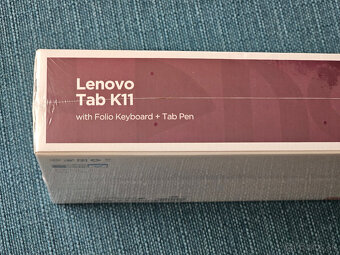 Lenovo
Tab K11
with Folio Keyboard + Tab Pen